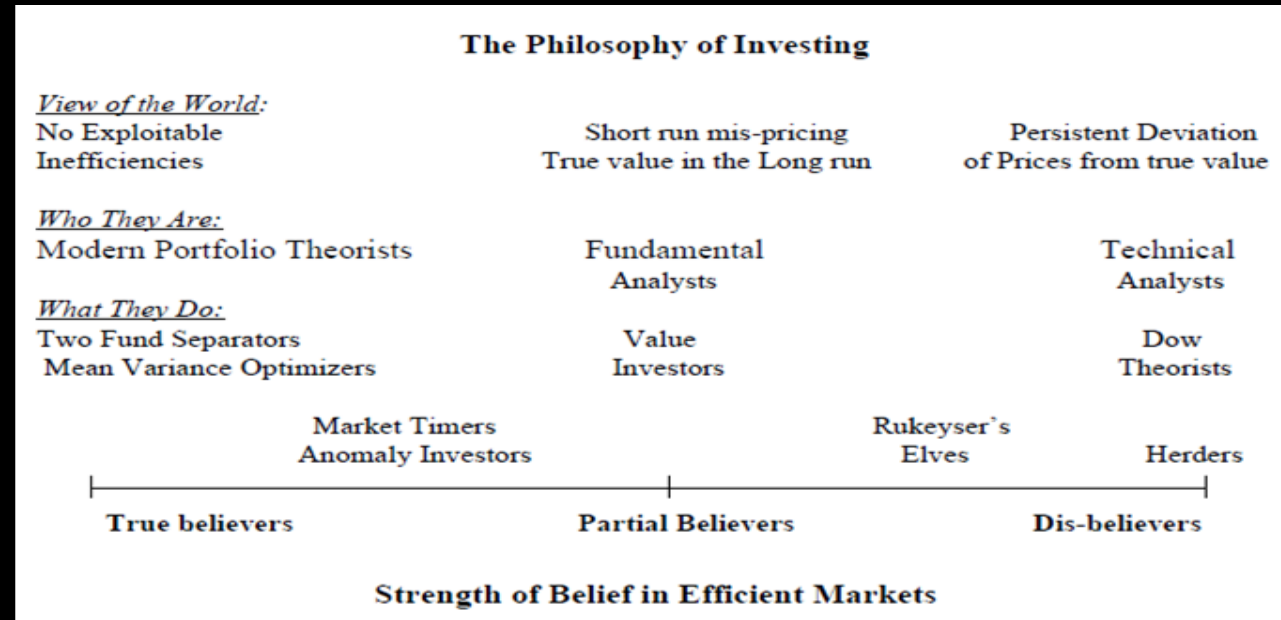 The Philosophy of Investing
View of the World:
No Exploitable Short run mis-pricing Persistent Deviation
Inefficiencies True value in the Long run of Prices from true value
Who They Are:
Modern Portfolio Theorists Fundamental Technical
Analysts Analysts
What They Do:
Two Fund Separators Value Dow
Mean Variance Optimizers Investors Theorists
Market Timers Rukeyser's
Anomaly Investors Elves Herders
True believers Partial Believers Dis-believers
Strength of Belief in Efficient Markets